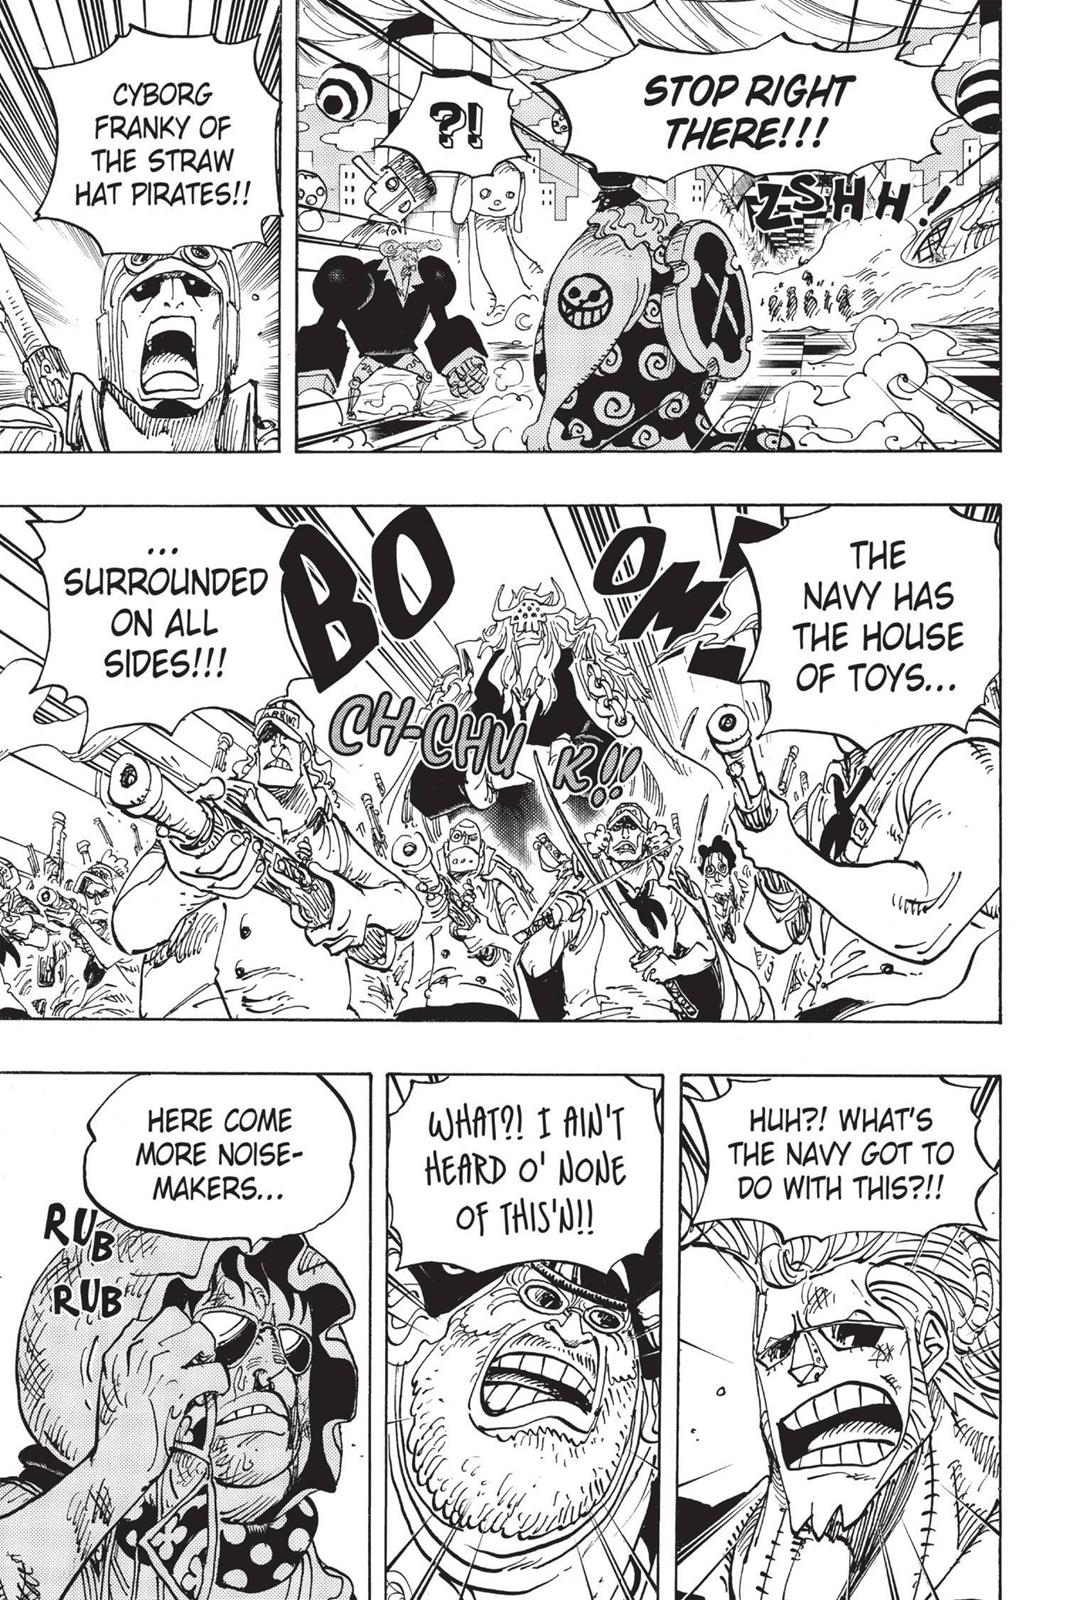 STOP RIGHT
THERE!!!
?!
ZSHH!
CYBORG
FRANKY OF
THE STRAW
HAT PIRATES!!
THE
NAVY HAS
THE HOUSE
OF TOYS...
BOOM
CH-CHUK!!
...
SURROUNDED
ON ALL
SIDES!!!
HUH?! WHAT'S
THE NAVY GOT TO
DO WITH THIS?!!
WHAT?! I AIN'T
HEARD O' NONE
OF THIS'N!!
HERE COME
MORE NOISE-
MAKERS...
RUB
RUB